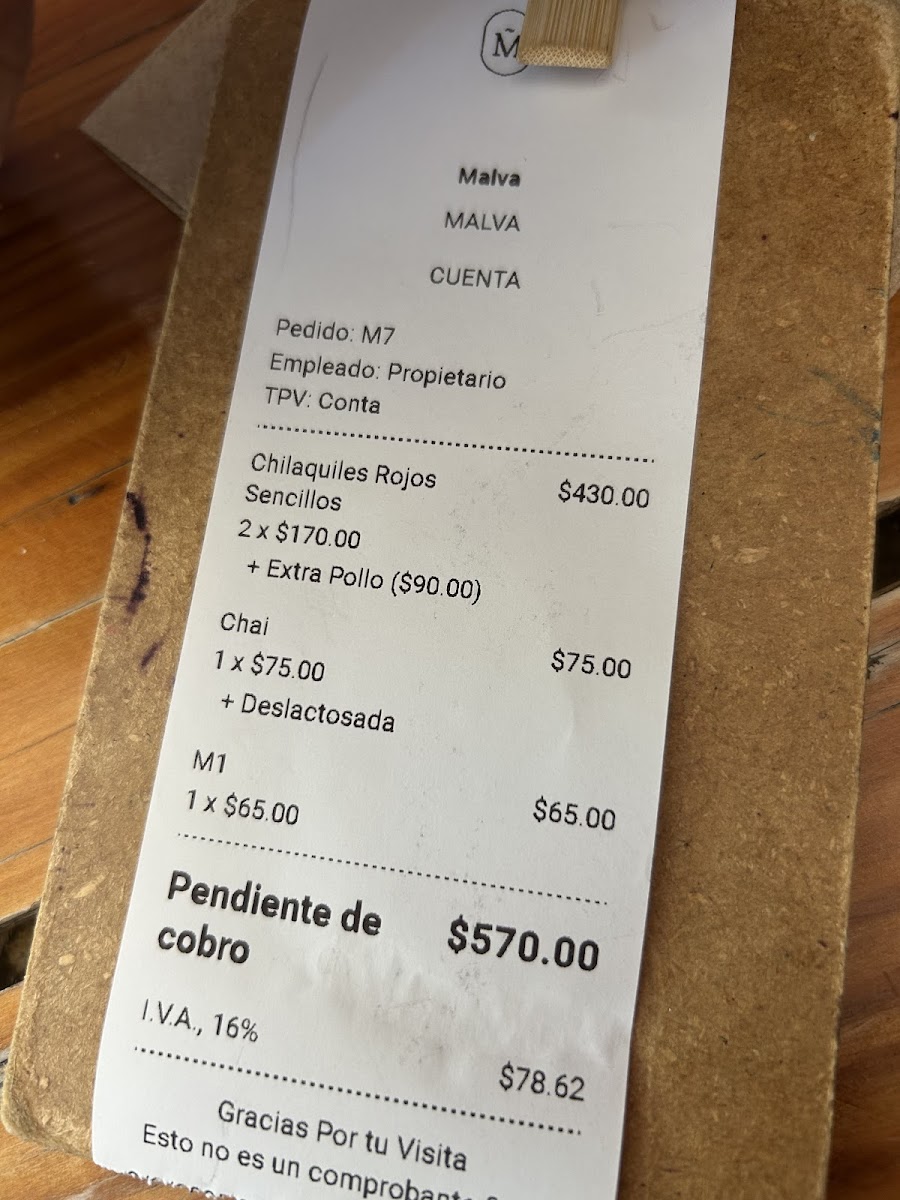 Malva
MALVA
CUENTA
Pedido: M7
Empleado: Propietario
TPV: Conta
Chilaquiles Rojos $430.00
Sencillos
2 x $170.00
+ Extra Pollo ($90.00)
Chai $75.00
1 x $75.00
+ Deslactosada
M1 $65.00
1 x $65.00
Pendiente de $570.00
cobro
I.V.A., 16% $78.62
Gracias Por tu Visita
Esto no es un comprobante